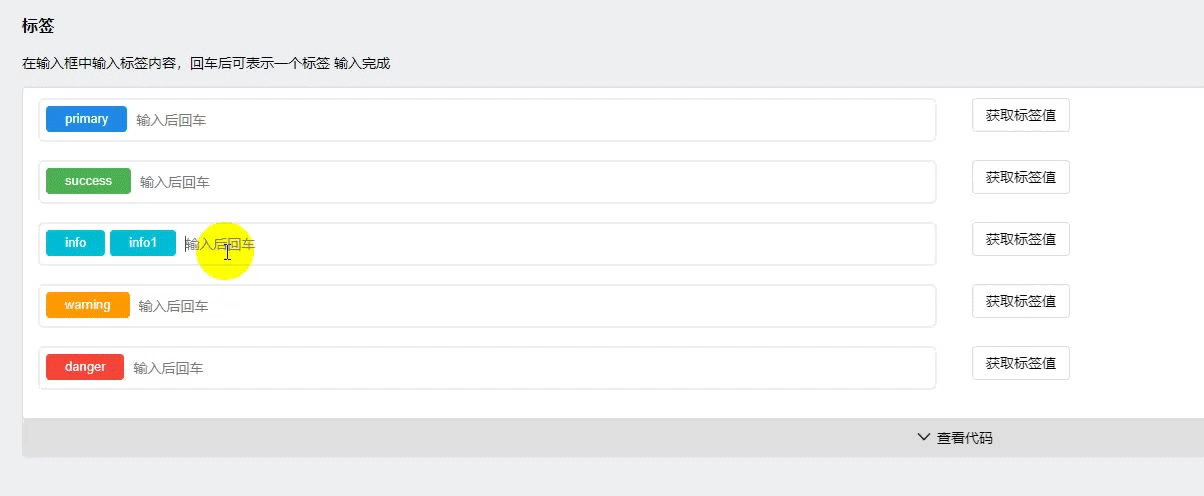 标签
在输入框中输入标签内容，回车后可表示一个标签 输入完成
primary 输入后回车 获取标签值
success 输入后回车 获取标签值
info info1 输入后回车 获取标签值
warning 输入后回车 获取标签值
danger 输入后回车 获取标签值
查看代码